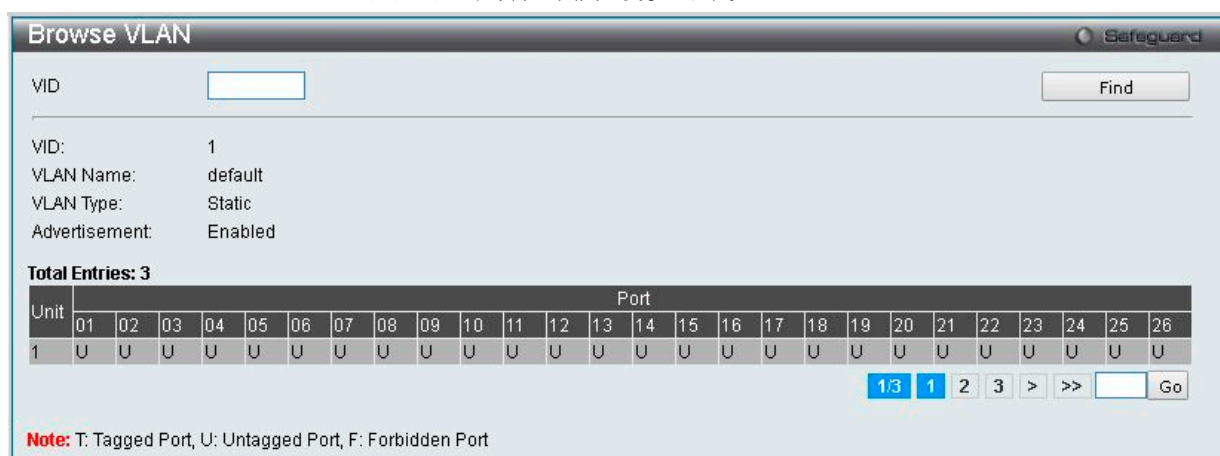 Browse VLAN
Safeguard
VID
Find
VID: 1
VLAN Name: default
VLAN Type: Static
Advertisement: Enabled
Total Entries: 3
Unit Port
01 02 03 04 05 06 07 08 09 10 11 12 13 14 15 16 17 18 19 20 21 22 23 24 25 26
1 U U U U U U U U U U U U U U U U U U U U U U U U U U
1/3 1 2 3 > >> Go
Note: T: Tagged Port, U: Untagged Port, F: Forbidden Port